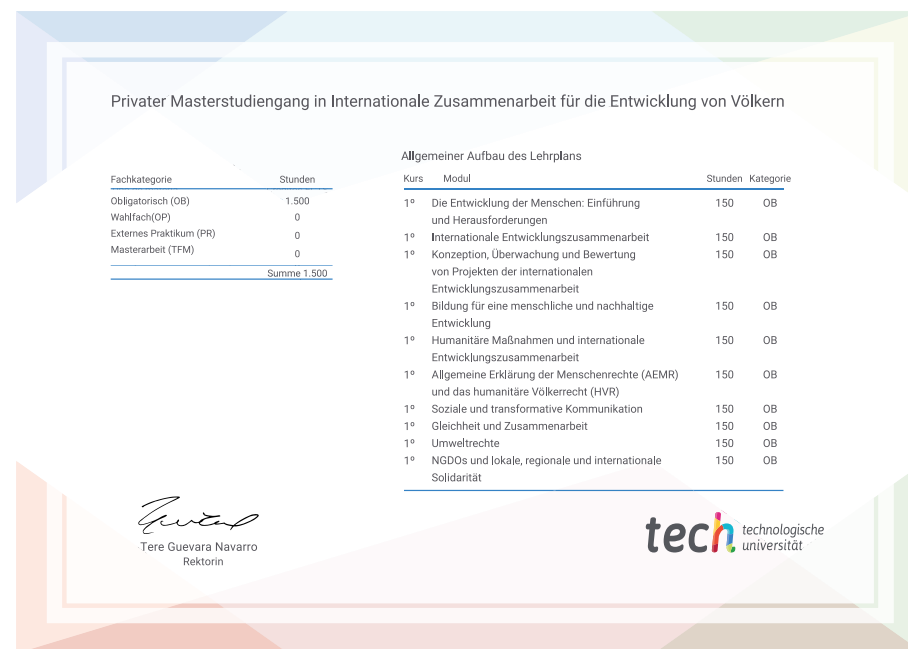 Privater Masterstudiengang in Internationale Zusammenarbeit für die Entwicklung von Völkern
Fachkategorie Stunden
Obligatorisch (OB) 1.500
Wahlfach(OP) 0
Externes Praktikum (PR) 0
Masterarbeit (TFM) 0
Summe 1.500
Allgemeiner Aufbau des Lehrplans
Kurs Modul Stunden Kategorie
1º Die Entwicklung der Menschen: Einführung 150 OB
und Herausforderungen
1º Internationale Entwicklungszusammenarbeit 150 OB
1º Konzeption, Überwachung und Bewertung 150 OB
von Projekten der internationalen
Entwicklungszusammenarbeit
1º Bildung für eine menschliche und nachhaltige 150 OB
Entwicklung
1º Humanitäre Maßnahmen und internationale 150 OB
Entwicklungszusammenarbeit
1º Allgemeine Erklärung der Menschenrechte (AEMR) 150 OB
und das humanitäre Völkerrecht (HVR)
1º Soziale und transformative Kommunikation 150 OB
1º Gleichheit und Zusammenarbeit 150 OB
1º Umweltrechte 150 OB
1º NGDOs und lokale, regionale und internationale 150 OB
Solidarität
Tere Guevara Navarro
Rektorin
tech technologische
universität